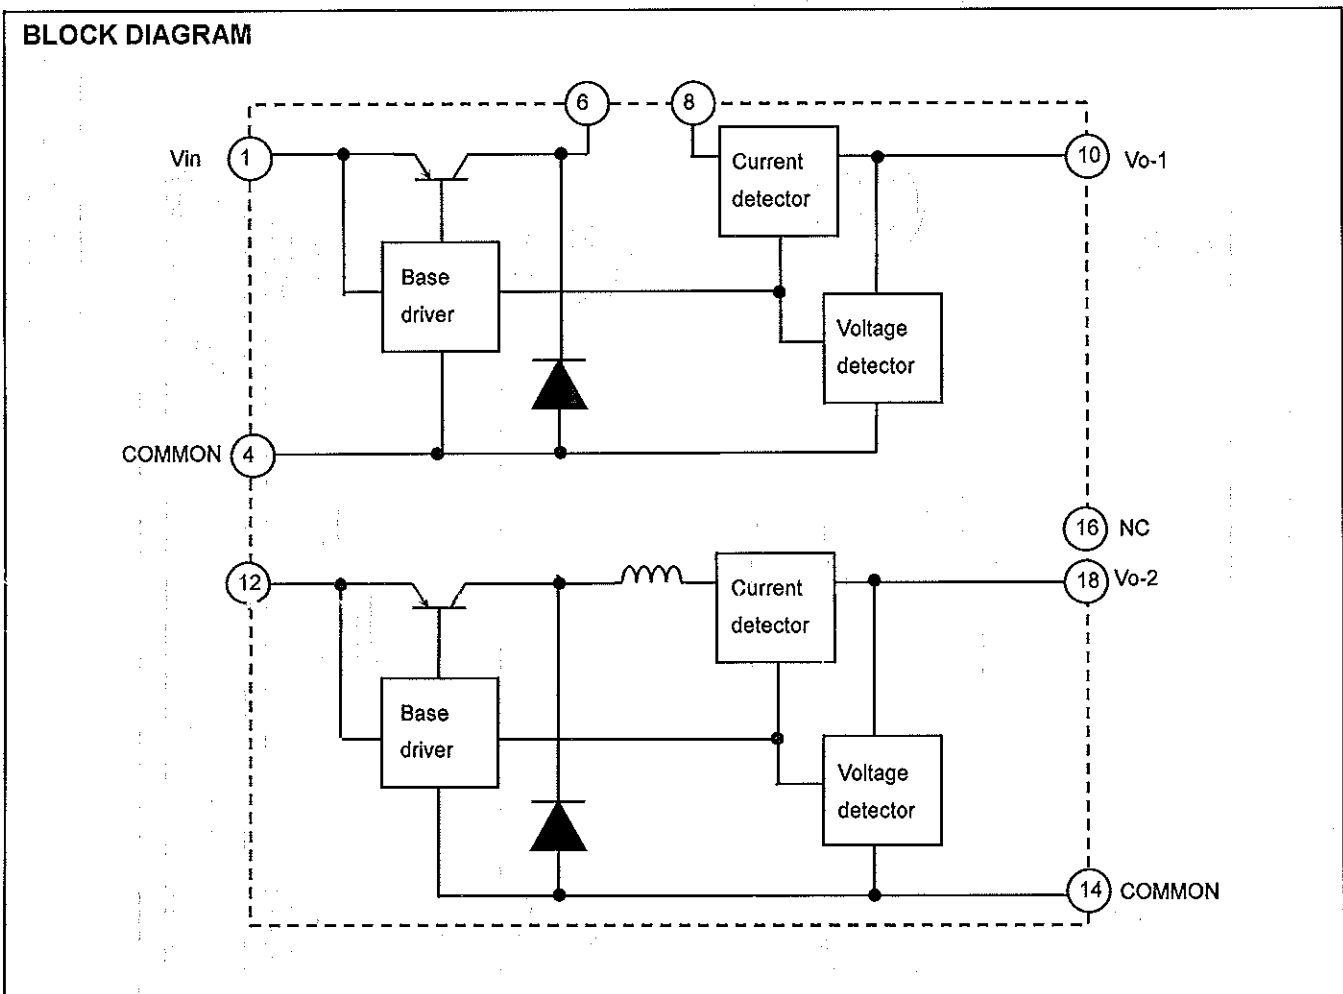 BLOCK DIAGRAM
6
8
Vin
1
Current
detector
10
Vo-1
Base
driver
Voltage
detector
COMMON
4
16
NC
12
Current
detector
18
Vo-2
Base
driver
Voltage
detector
14
COMMON